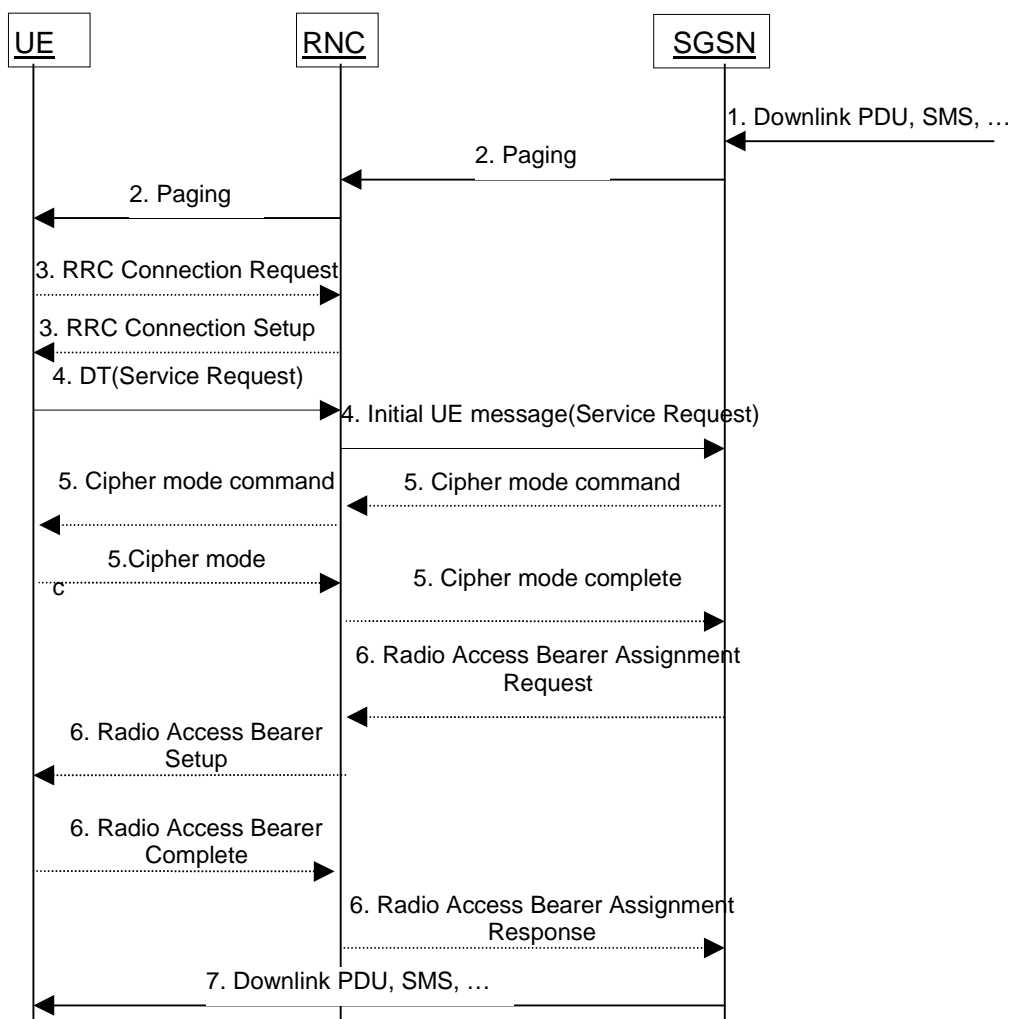 UE
RNC
SGSN
1. Downlink PDU, SMS, …
2. Paging
2. Paging
3. RRC Connection Request
3. RRC Connection Setup
4. DT(Service Request)
4. Initial UE message(Service Request)
5. Cipher mode command
5. Cipher mode command
5.Cipher mode
c
5. Cipher mode complete
6. Radio Access Bearer Assignment
Request
6. Radio Access Bearer
Setup
6. Radio Access Bearer
Complete
6. Radio Access Bearer Assignment
Response
7. Downlink PDU, SMS, …